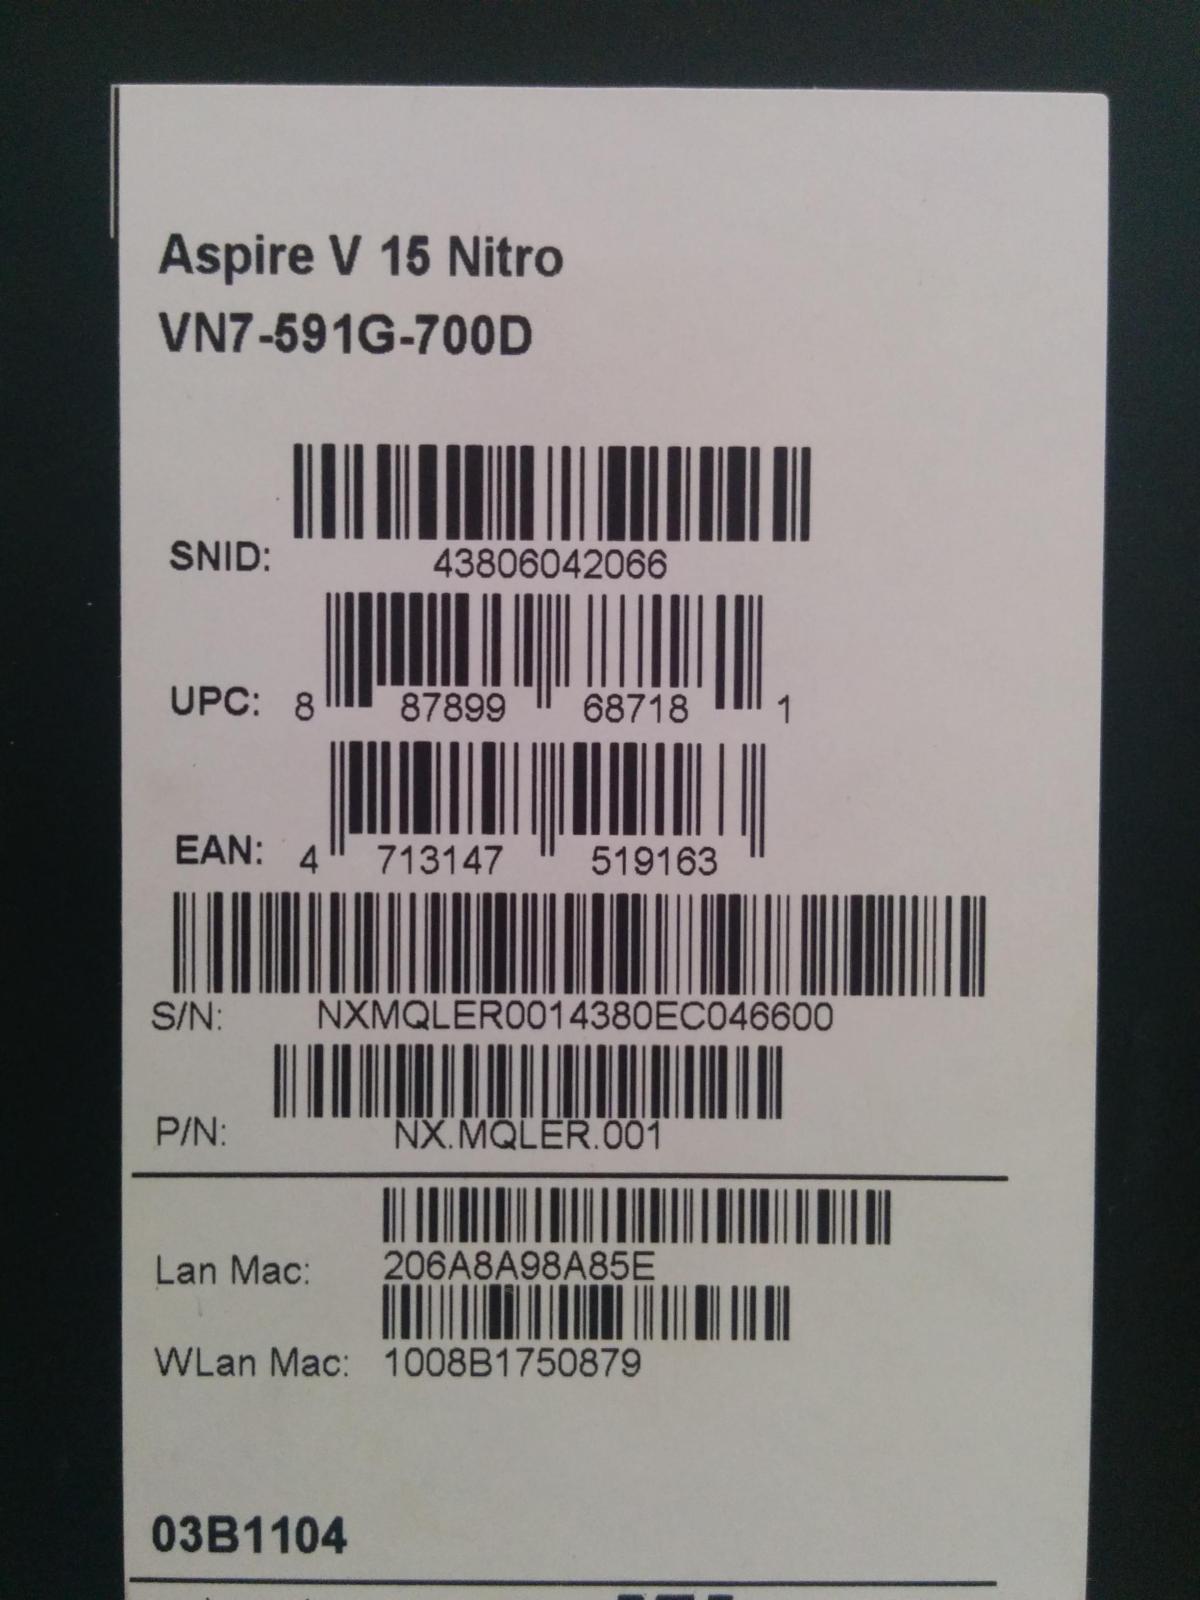 Aspire V 15 Nitro
VN7-591G-700D
SNID: 43806042066
UPC: 8 87899 68718 1
EAN: 4 713147 519163
S/N: NXMQLER0014380EC046600
P/N: NX.MQLER.001
Lan Mac: 206A8A98A85E
WLan Mac: 1008B1750879
03B1104